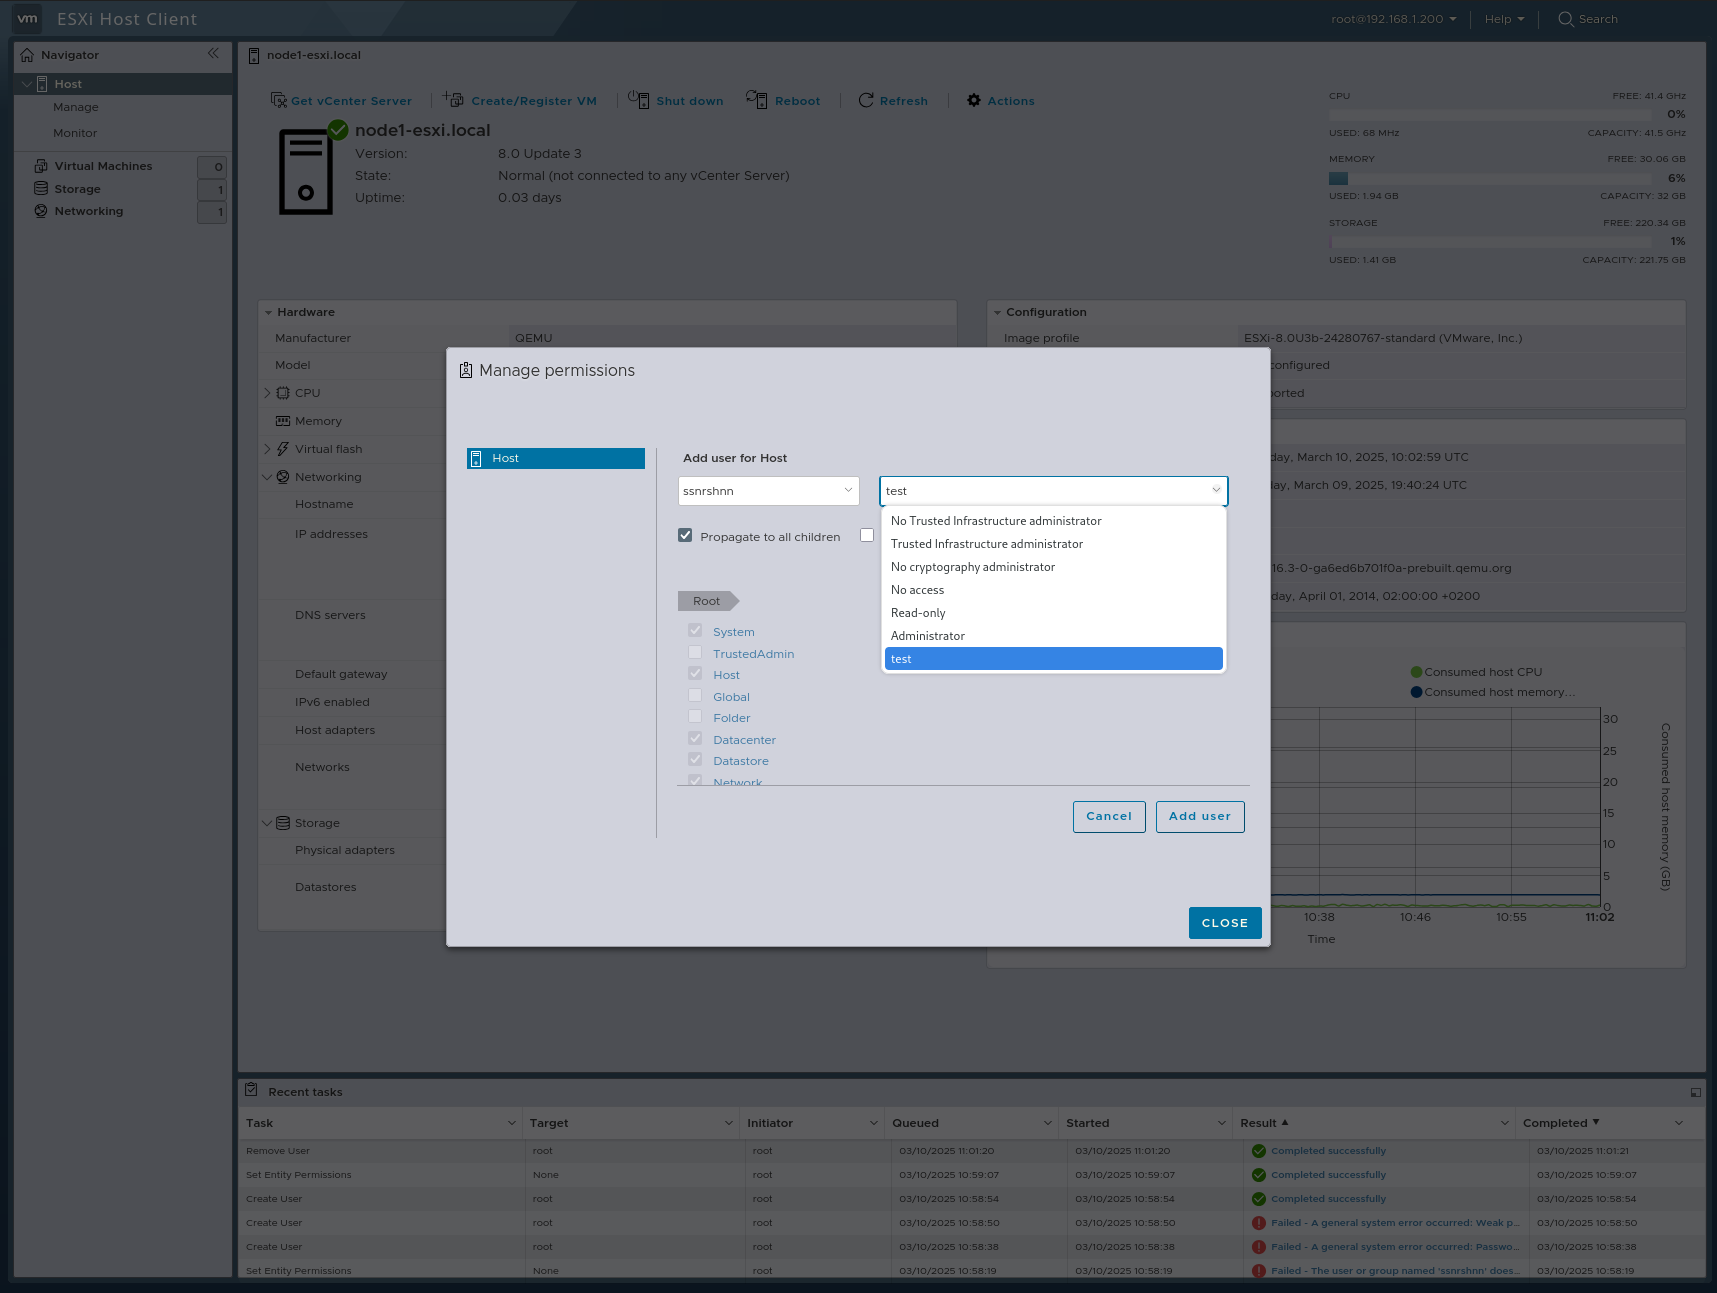 vm ESXi Host Client
root@192.168.1.200 Help Search
Navigator
Host
Manage
Monitor
Virtual Machines 0
Storage 1
Networking 1
node1-esxi.local
Get vCenter Server Create/Register VM Shut down Reboot Refresh Actions
node1-esxi.local
Version: 8.0 Update 3
State: Normal (not connected to any vCenter Server)
Uptime: 0.03 days
CPU FREE: 41.4 GHz
0%
USED: 68 MHz CAPACITY: 41.5 GHz
MEMORY FREE: 30.06 GB
6%
USED: 1.94 GB CAPACITY: 32 GB
STORAGE FREE: 220.34 GB
1%
USED: 1.41 GB CAPACITY: 221.75 GB
Hardware
Manufacturer QEMU
Model
CPU
Memory
Virtual flash
Networking
Hostname
IP addresses
DNS servers
Default gateway
IPv6 enabled
Host adapters
Networks
Storage
Physical adapters
Datastores
Configuration
Image profile ESXi-8.0U3b-24280767-standard (VMware, Inc.)
configured
ported
day, March 10, 2025, 10:02:59 UTC
ay, March 09, 2025, 19:40:24 UTC
16.3-0-ga6ed6b701f0a-prebuilt.qemu.org
day, April 01, 2014, 02:00:00 +0200
Consumed host CPU
Consumed host memory...
30
25
20
15
10
5
0
Consumed host memory (GB)
10:38 10:46 10:55 11:02
Time
Manage permissions
Host
Add user for Host
ssnrshnn test
Propagate to all children
No Trusted Infrastructure administrator
Trusted Infrastructure administrator
No cryptography administrator
No access
Read-only
Administrator
test
Root
System
TrustedAdmin
Host
Global
Folder
Datacenter
Datastore
Network
Cancel Add user
CLOSE
Recent tasks
Task Target Initiator Queued Started Result Completed
Remove User root root 03/10/2025 11:01:20 03/10/2025 11:01:20 Completed successfully 03/10/2025 11:01:21
Set Entity Permissions None root 03/10/2025 10:59:07 03/10/2025 10:59:07 Completed successfully 03/10/2025 10:59:07
Create User root root 03/10/2025 10:58:54 03/10/2025 10:58:54 Completed successfully 03/10/2025 10:58:54
Create User root root 03/10/2025 10:58:50 03/10/2025 10:58:50 Failed - A general system error occurred: Weak p... 03/10/2025 10:58:50
Create User root root 03/10/2025 10:58:38 03/10/2025 10:58:38 Failed - A general system error occurred: Passwo... 03/10/2025 10:58:38
Set Entity Permissions None root 03/10/2025 10:58:19 03/10/2025 10:58:19 Failed - The user or group named 'ssnrshnn' does... 03/10/2025 10:58:19